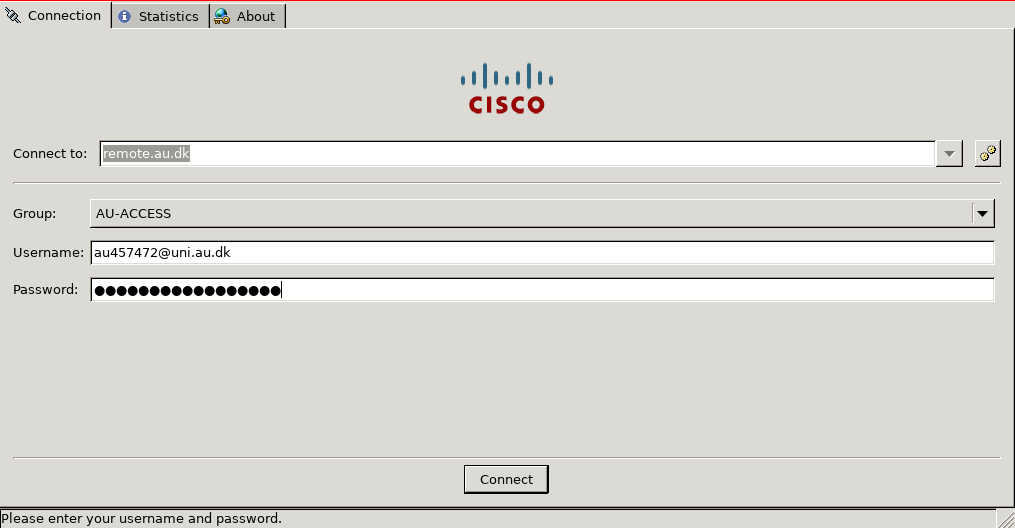 Connection Statistics About
CISCO
Connect to: remote.au.dk
Group: AU-ACCESS
Username: au457472@uni.au.dk
Password: ●●●●●●●●●●●●●●●●●
Connect
Please enter your username and password.